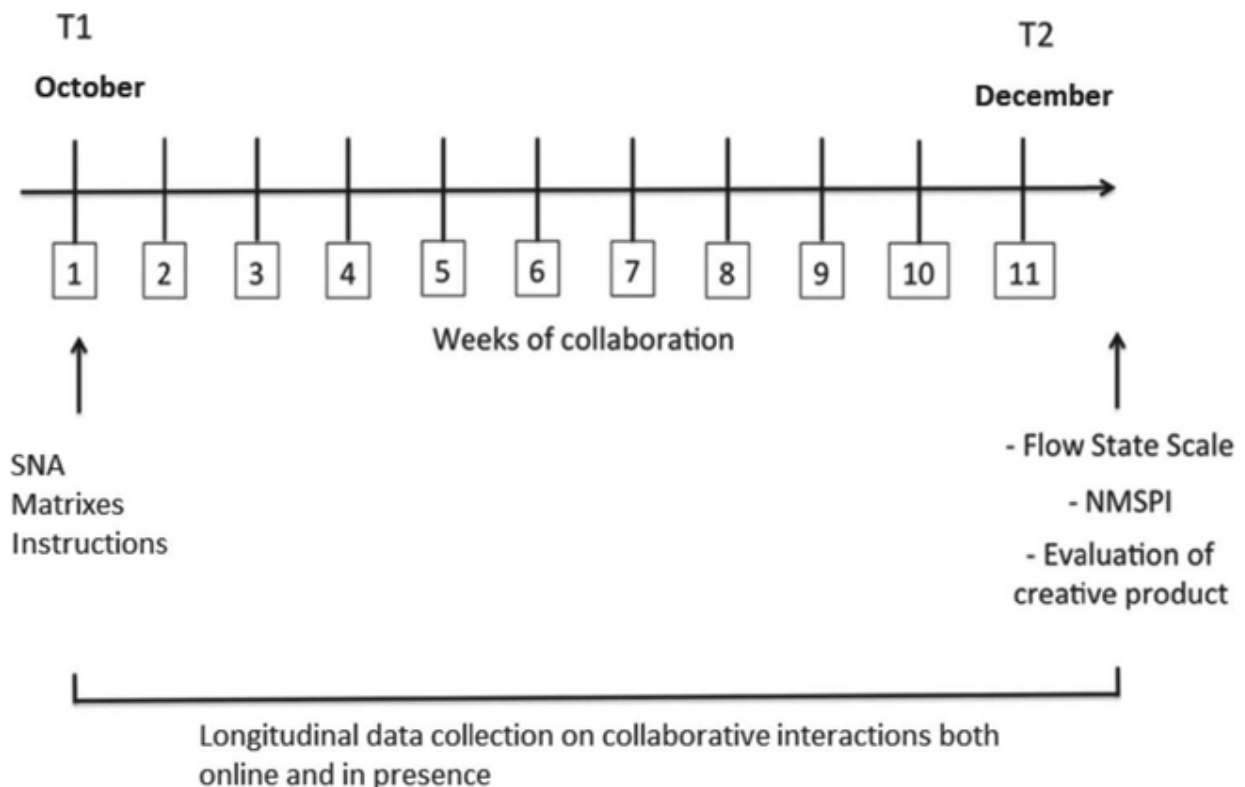 T1
T2
October
December
1
2
3
4
5
6
7
8
9
10
11
Weeks of collaboration
SNA
Matrixes
Instructions
- Flow State Scale
- NMSPI
- Evaluation of
creative product
Longitudinal data collection on collaborative interactions both
online and in presence